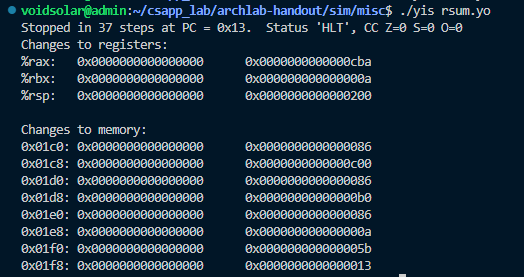 voidsolar@admin:~/csapp_lab/archlab-handout/sim/misc$ ./yis rsum.yo
Stopped in 37 steps at PC = 0x13.  Status 'HLT', CC Z=0 S=0 O=0
Changes to registers:
%rax:   0x0000000000000000      0x0000000000000cba
%rbx:   0x0000000000000000      0x000000000000000a
%rsp:   0x0000000000000000      0x0000000000000200

Changes to memory:
0x01c0: 0x0000000000000000      0x0000000000000086
0x01c8: 0x0000000000000000      0x0000000000000c00
0x01d0: 0x0000000000000000      0x0000000000000086
0x01d8: 0x0000000000000000      0x00000000000000b0
0x01e0: 0x0000000000000000      0x0000000000000086
0x01e8: 0x0000000000000000      0x000000000000000a
0x01f0: 0x0000000000000000      0x000000000000005b
0x01f8: 0x0000000000000000      0x0000000000000013